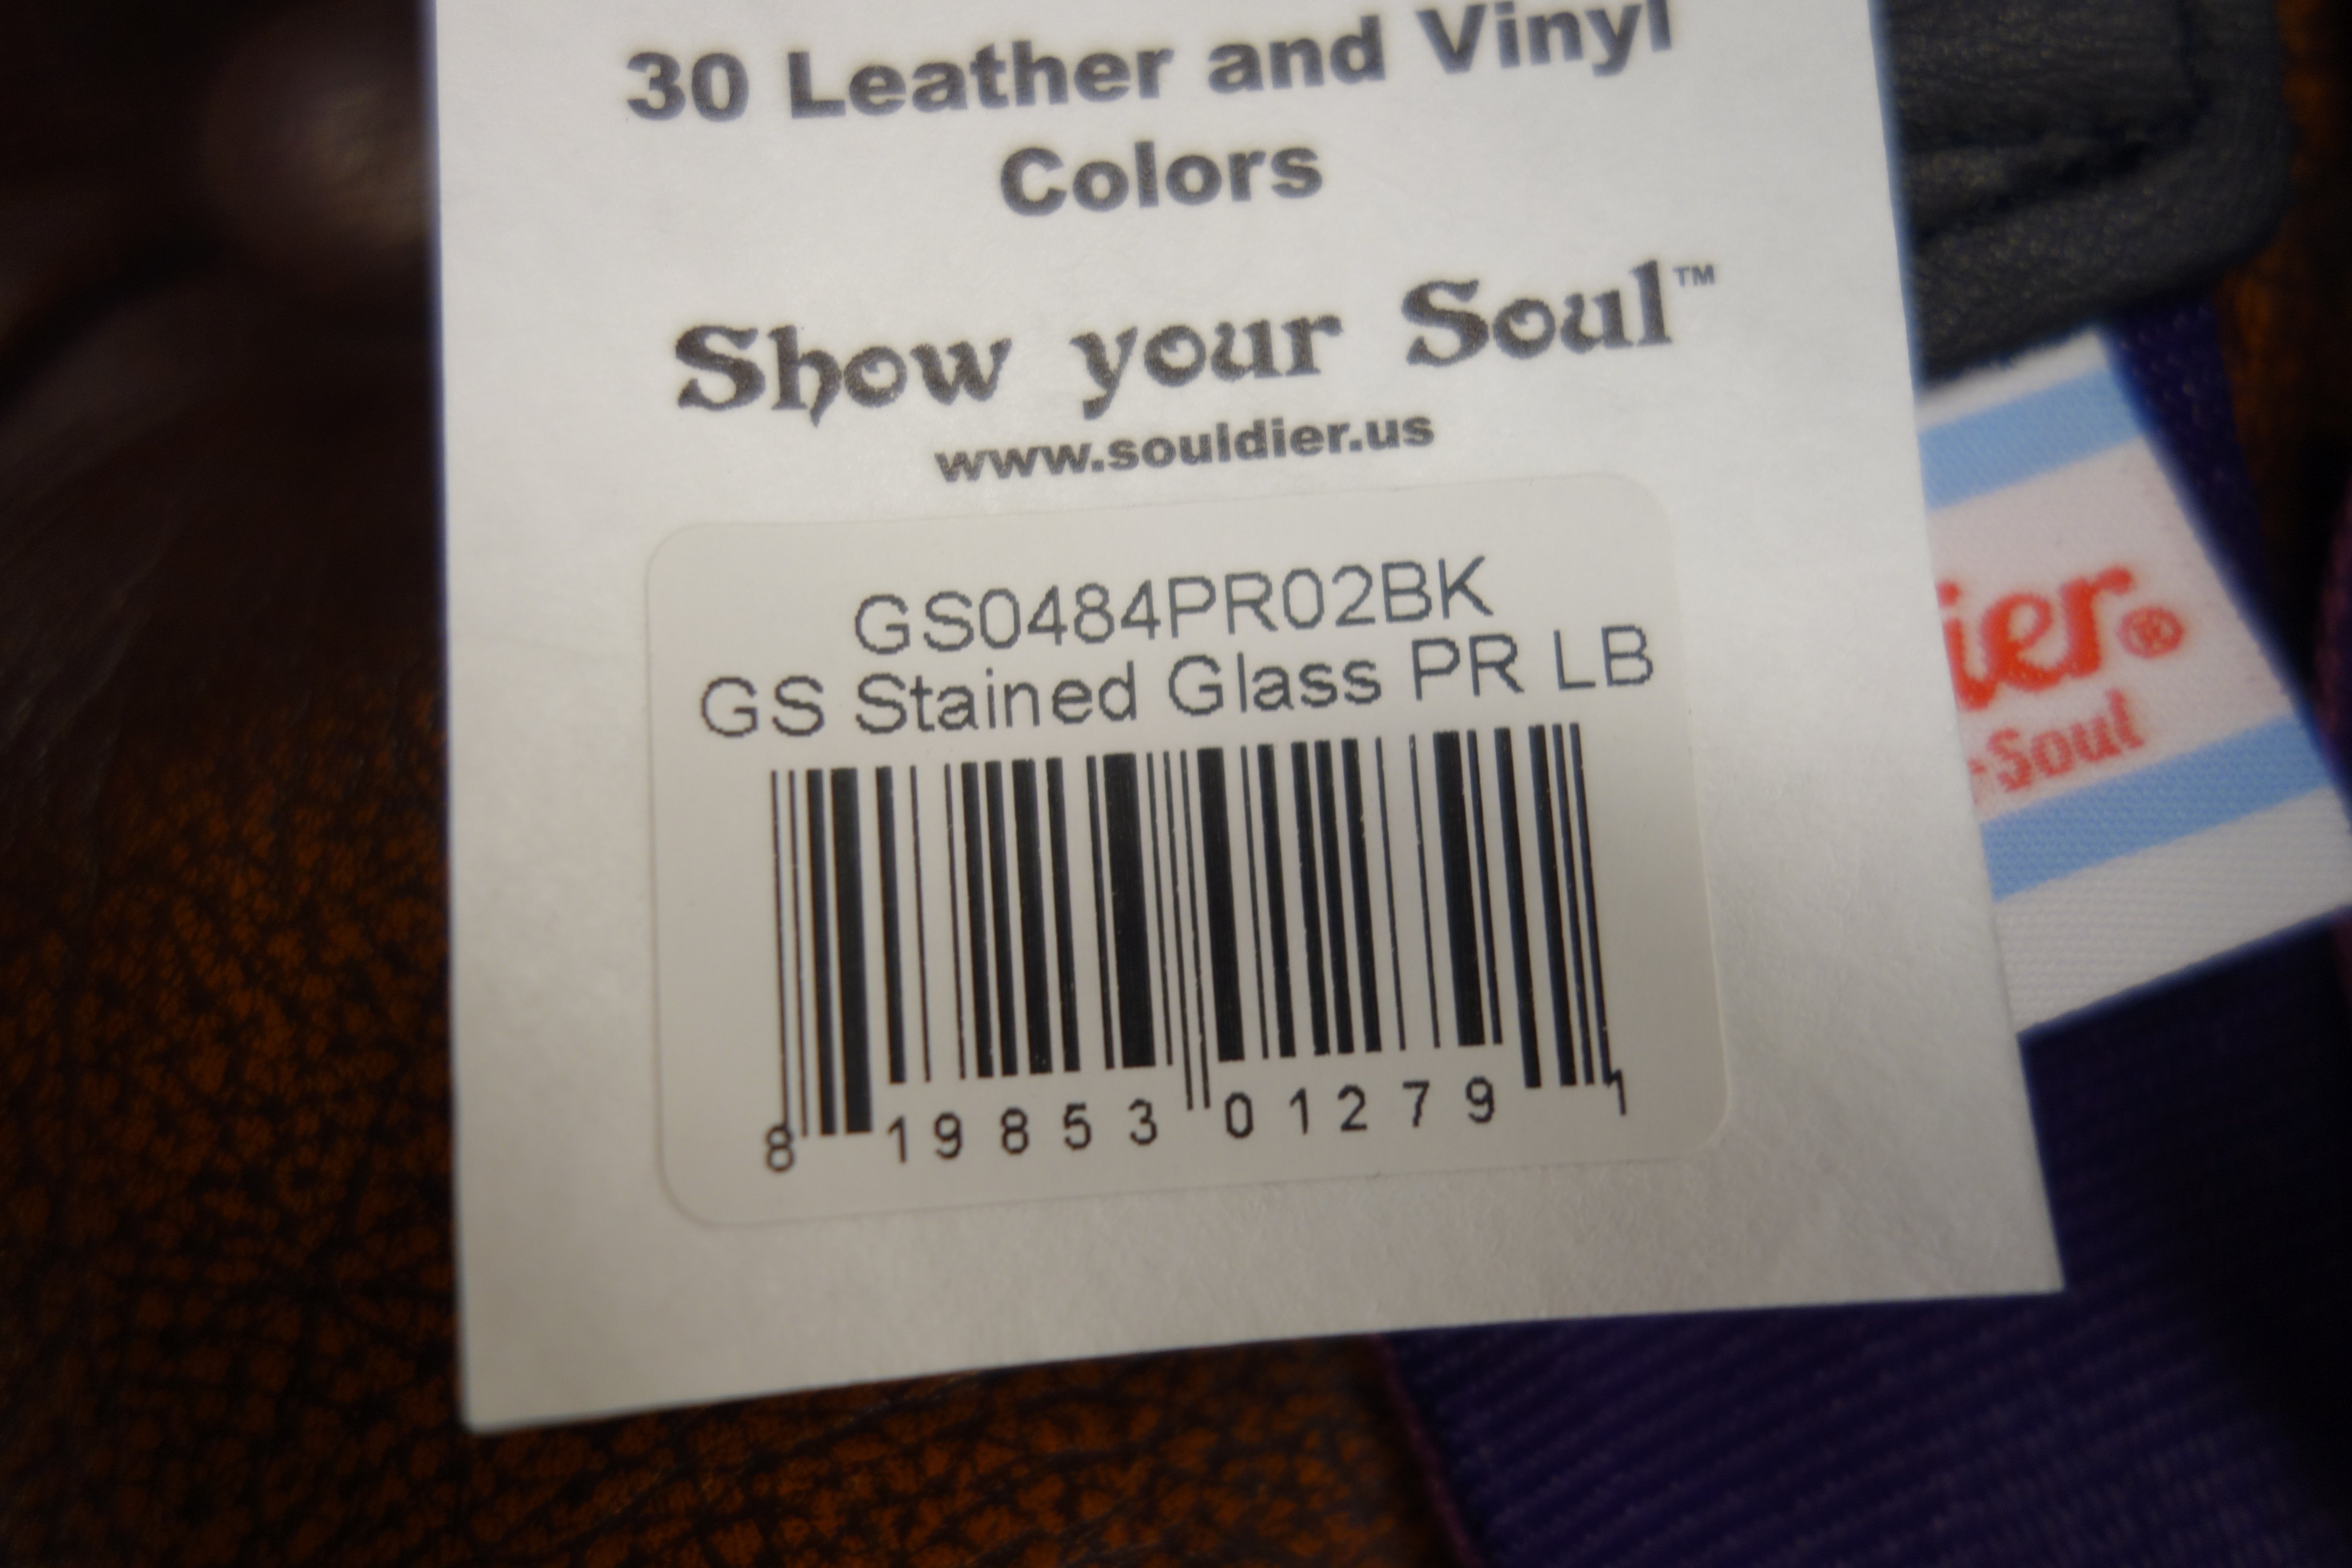 30 Leather and Vinyl
Colors
Show your Soul™
www.souldier.us
GS0484PR02BK
GS Stained Glass PR LB
8 19853 01279 1
ier®
-Soul